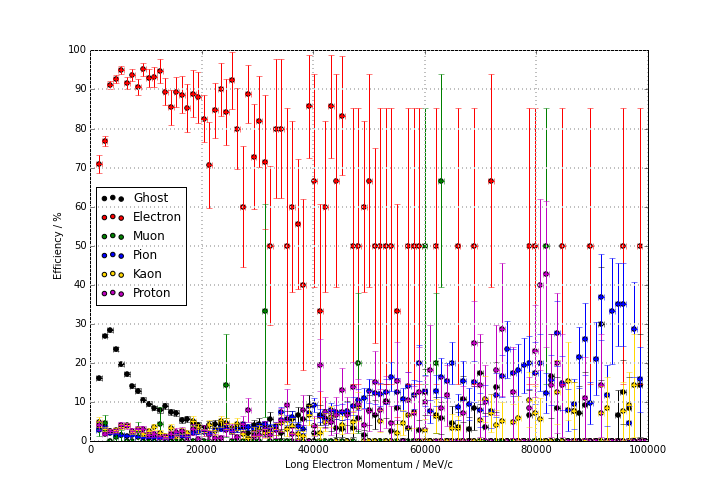 100
90
80
70
60
50
40
30
20
10
0
Efficiency / %
Ghost
Electron
Muon
Pion
Kaon
Proton
0 20000 40000 60000 80000 100000
Long Electron Momentum / MeV/c